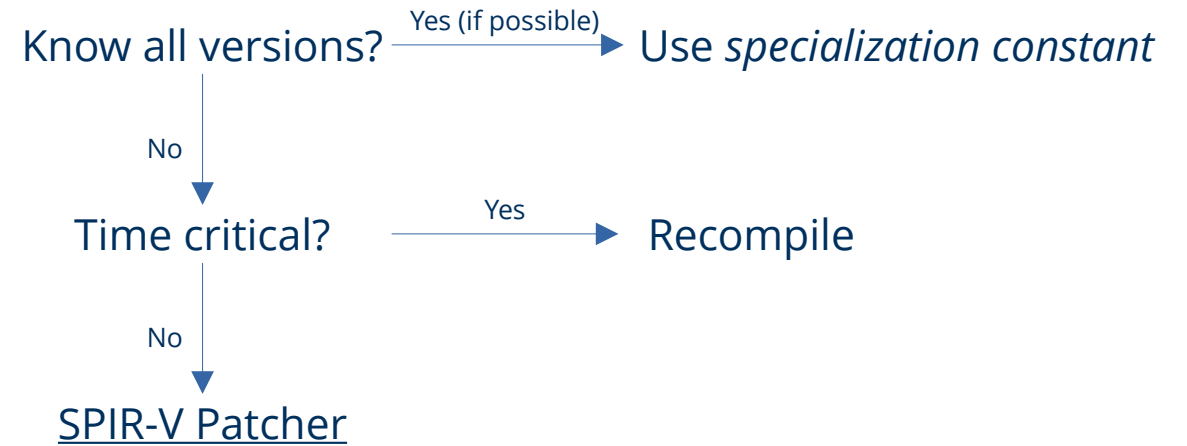 Know all versions?
Yes (if possible)
Use specialization constant
No
Time critical?
Yes
Recompile
No
SPIR-V Patcher